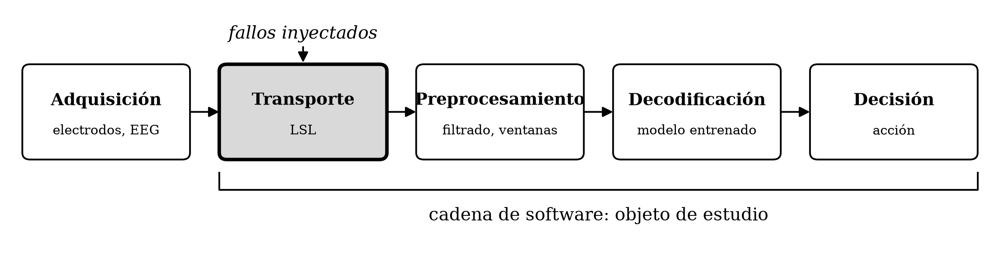 fallos inyectados
Adquisición
electrodos, EEG
Transporte
LSL
Preprocesamiento
filtrado, ventanas
Decodificación
modelo entrenado
Decisión
acción
cadena de software: objeto de estudio